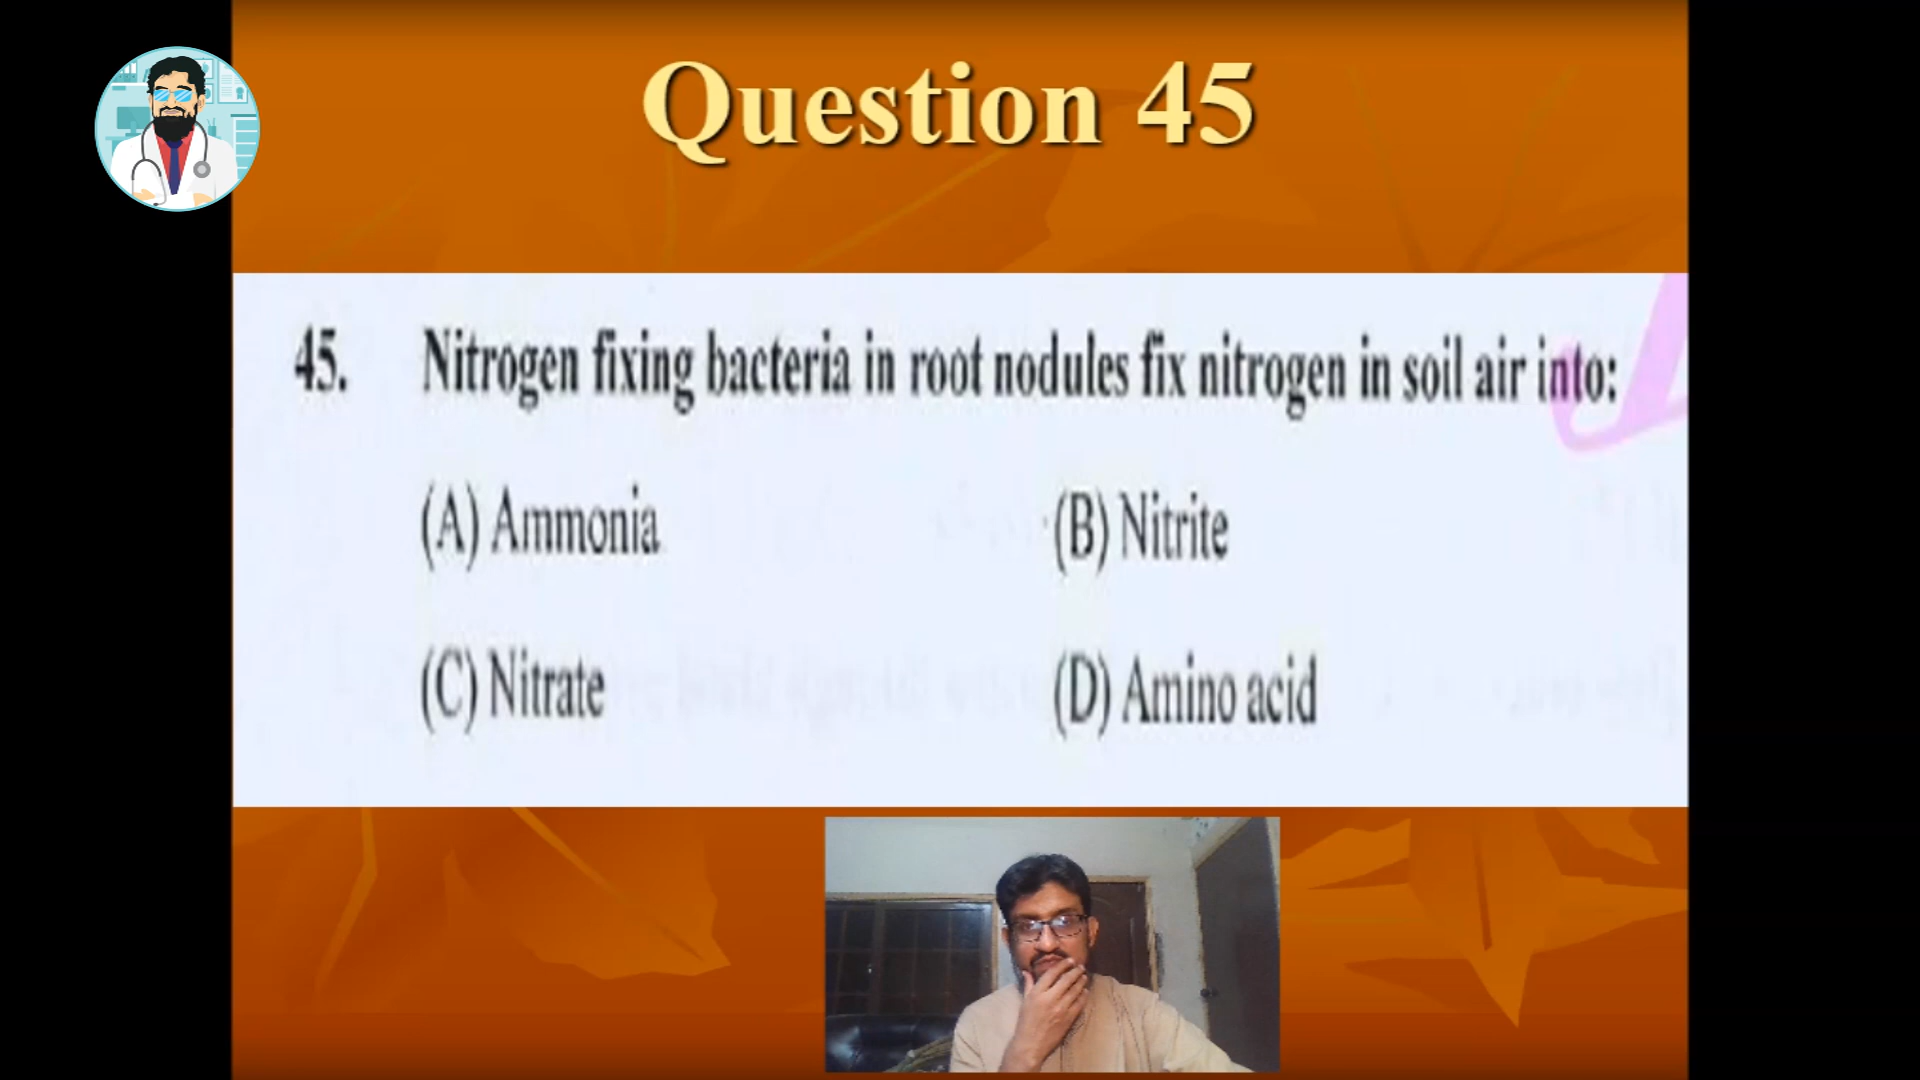 Question 45
45. Nitrogen fixing bacteria in root nodules fix nitrogen in soil air into:
(A) Ammonia (B) Nitrite
(C) Nitrate (D) Amino acid